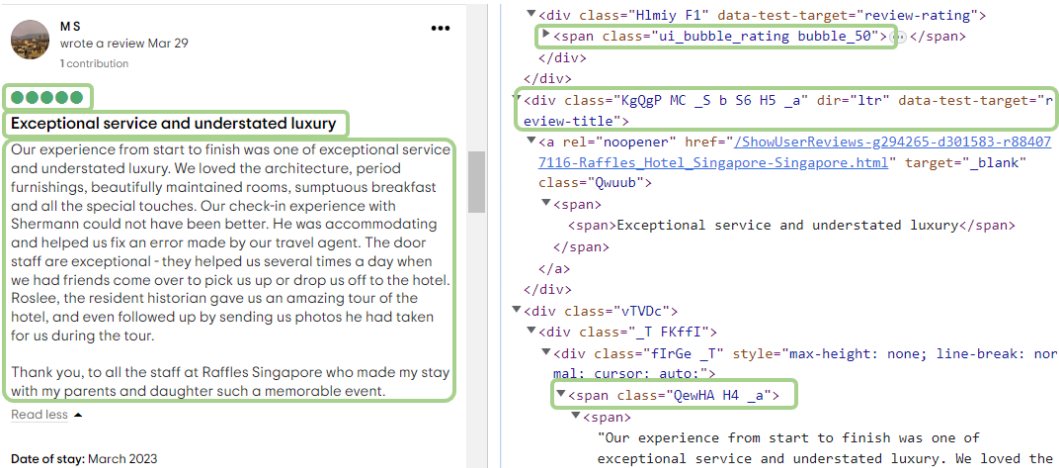 M S
wrote a review Mar 29
1 contribution
Exceptional service and understated luxury
Our experience from start to finish was one of exceptional service
and understated luxury. We loved the architecture, period
furnishings, beautifully maintained rooms, sumptuous breakfast
and all the special touches. Our check-in experience with
Shermann could not have been better. He was accommodating
and helped us fix an error made by our travel agent. The door
staff are exceptional - they helped us several times a day when
we had friends come over to pick us up or drop us off to the hotel.
Roslee, the resident historian gave us an amazing tour of the
hotel, and even followed up by sending us photos he had taken
for us during the tour.
Thank you, to all the staff at Raffles Singapore who made my stay
with my parents and daughter such a memorable event.
Read less
Date of stay: March 2023
<div class="Hlmiy F1" data-test-target="review-rating">
<span class="ui_bubble_rating bubble_50">…</span>
</div>
</div>
<div class="KgQgP MC _S b S6 H5 _a" dir="ltr" data-test-target="r
eview-title">
<a rel="noopener" href="/ShowUserReviews-g294265-d301583-r88407
7116-Raffles_Hotel_Singapore-Singapore.html" target="_blank"
class="Qwuub">
<span>
<span>Exceptional service and understated luxury</span>
</span>
</a>
</div>
<div class="vTVDc">
<div class="_T FKffI">
<div class="fIrGe _T" style="max-height: none; line-break: nor
mal; cursor: auto;">
<span class="QewHA H4 _a">
<span>
"Our experience from start to finish was one of
exceptional service and understated luxury. We loved the